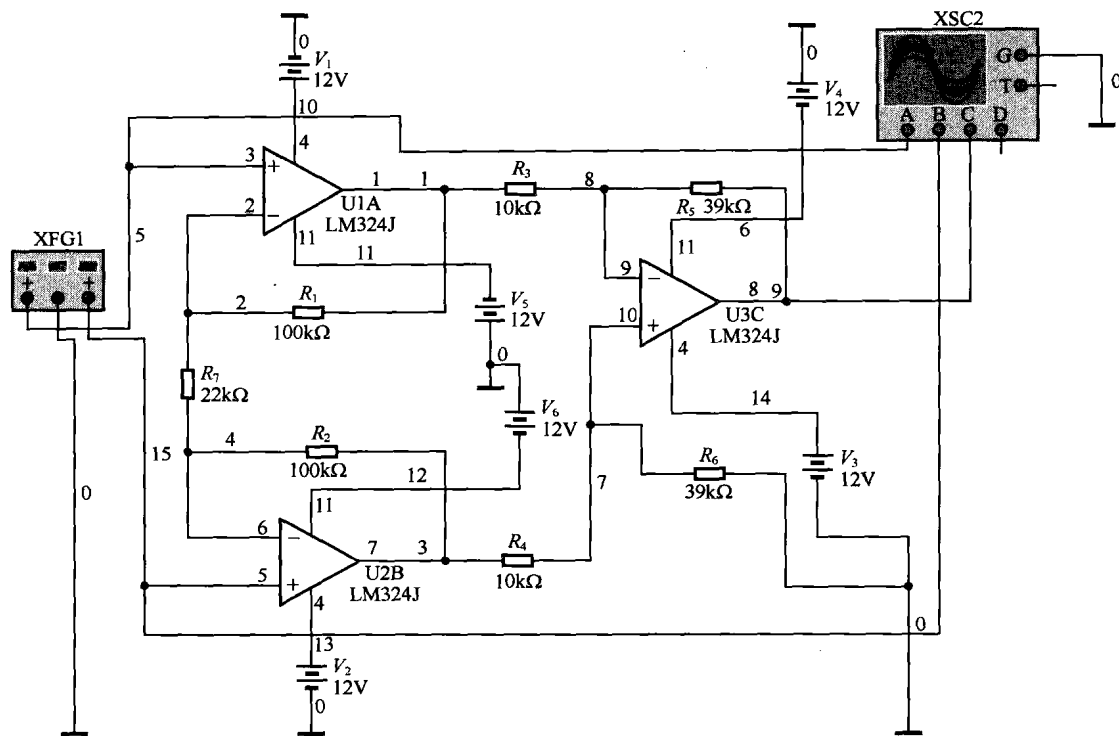 XSC2
0
V1
12V
0
V4
12V
G
T
0
A B C D
10
4
3
+
1
1
R3
10kΩ
8
R5 39kΩ
6
2
−
U1A
LM324J
11
11
5
XFG1
+
+
2
R1
100kΩ
V5
12V
0
9
−
11
10
+
8
9
U3C
LM324J
4
R7
22kΩ
V6
12V
14
15
4
R2
100kΩ
12
R6
39kΩ
7
V3
12V
0
11
6
−
5
+
7
3
U2B
LM324J
4
R4
10kΩ
13
0
V2
12V
0